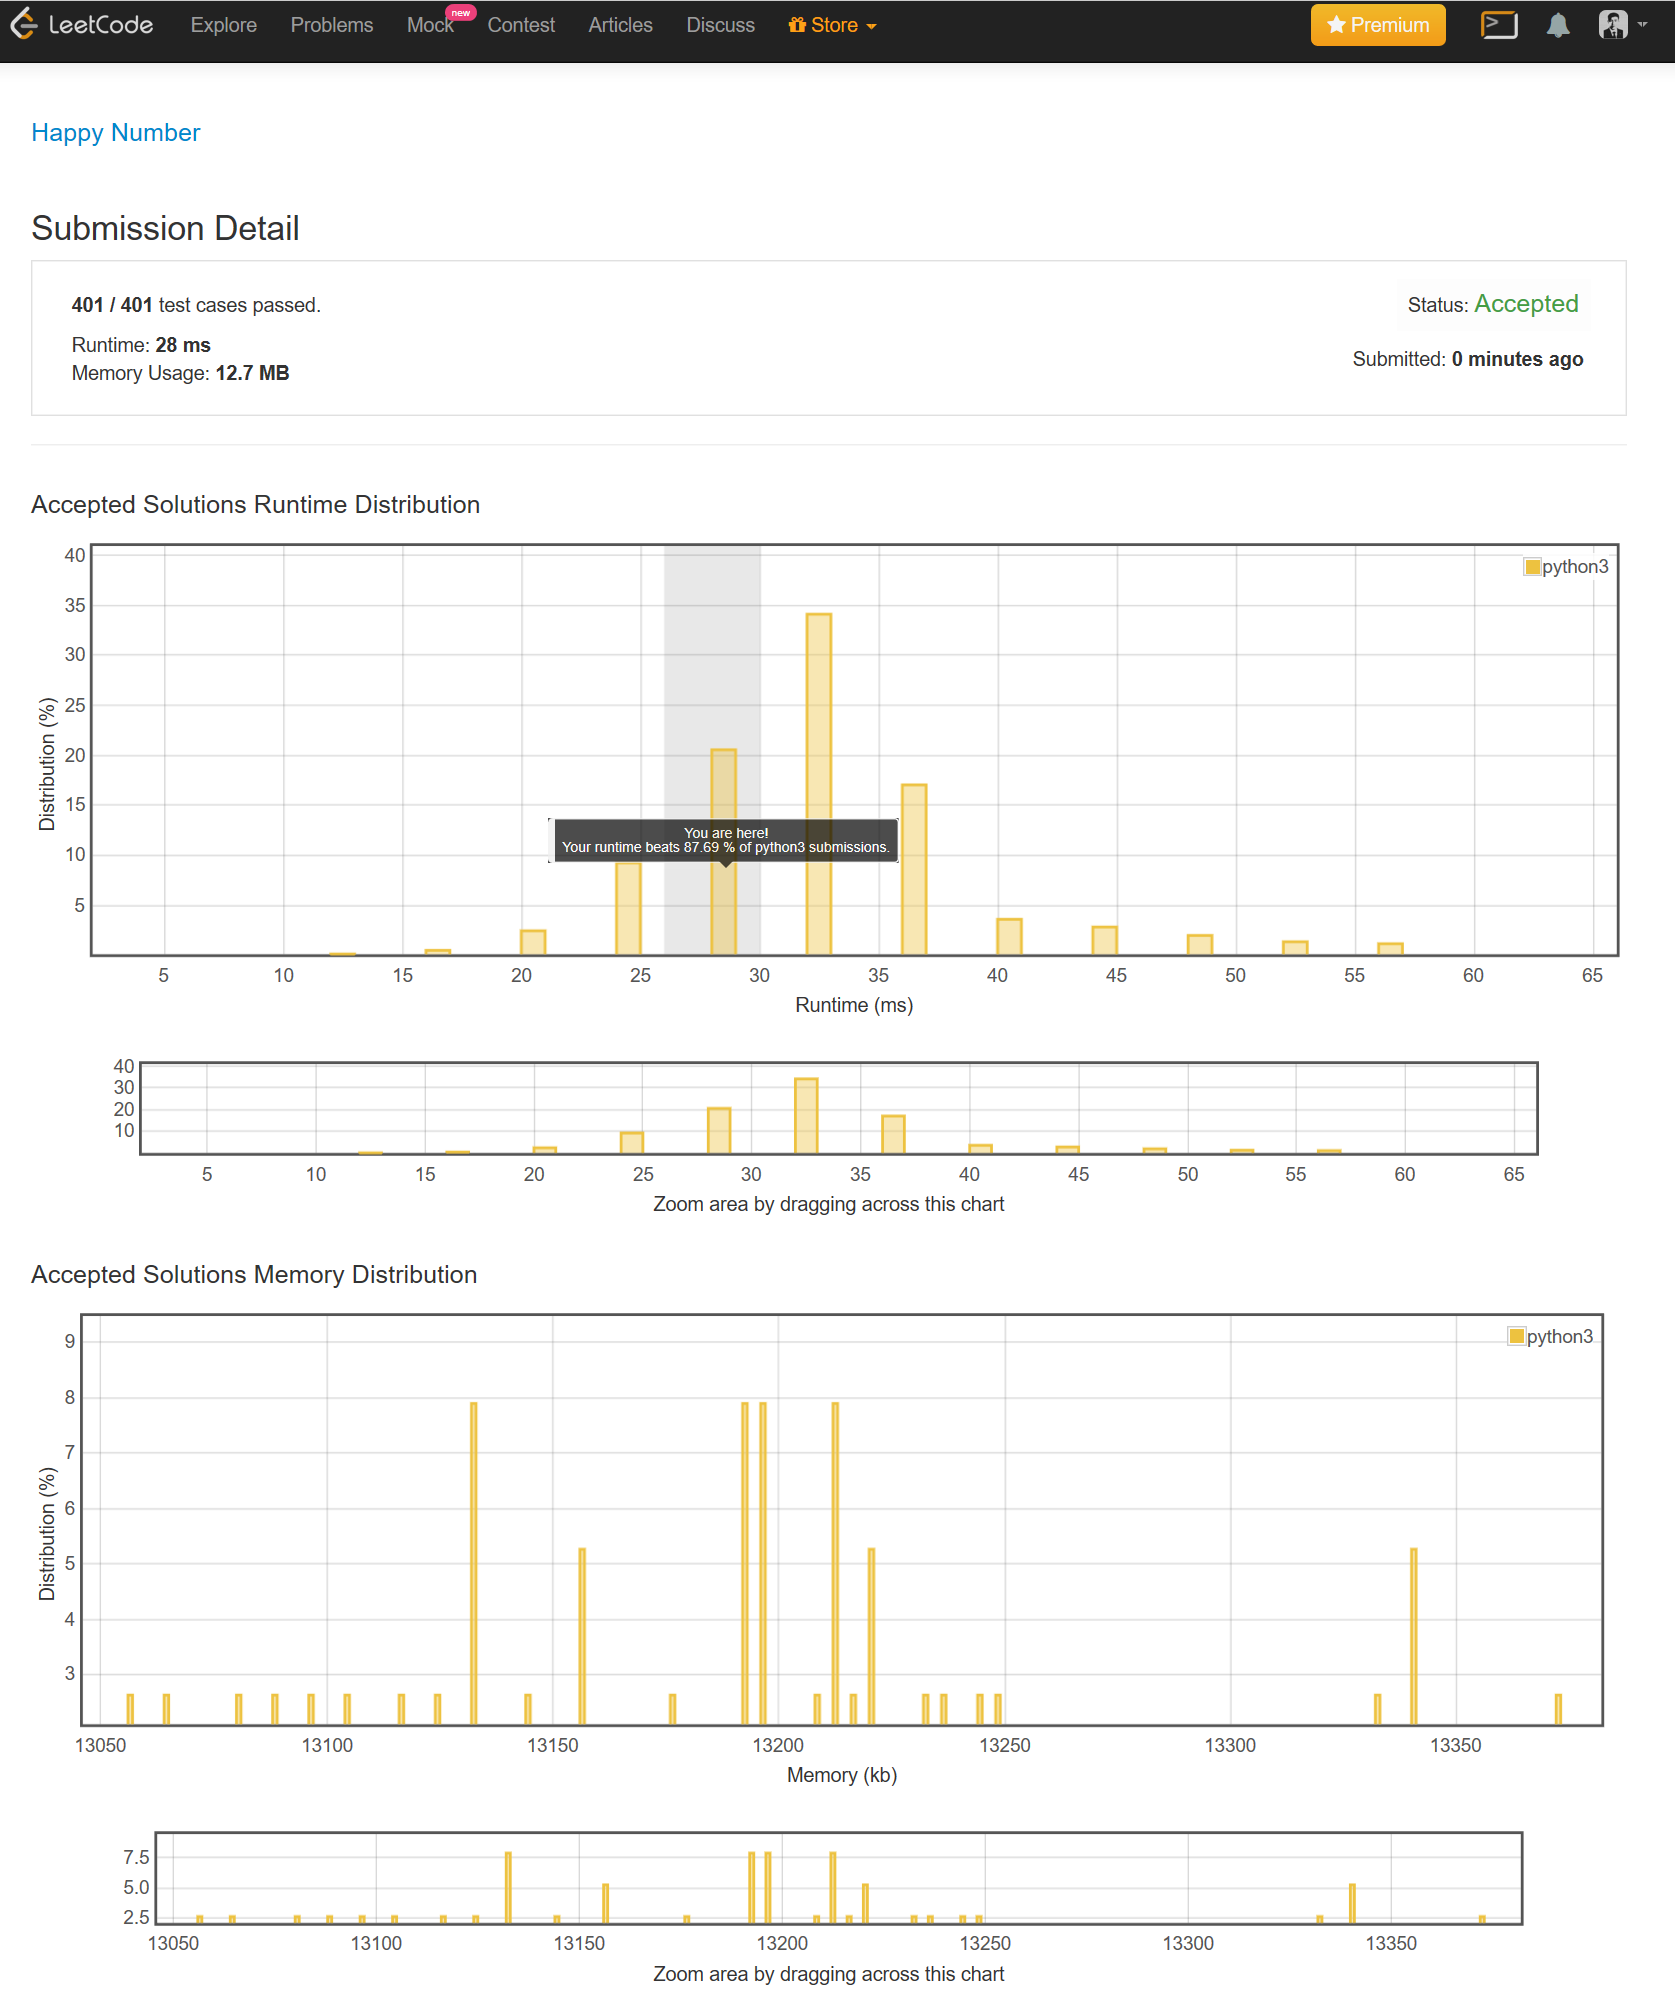 LeetCode Explore Problems Mock new Contest Articles Discuss Store Premium
Happy Number
Submission Detail
401 / 401 test cases passed.
Status: Accepted
Runtime: 28 ms
Memory Usage: 12.7 MB
Submitted: 0 minutes ago
Accepted Solutions Runtime Distribution
40
35
30
25
20
15
10
5
Distribution (%)
python3
You are here!
Your runtime beats 87.69 % of python3 submissions.
5 10 15 20 25 30 35 40 45 50 55 60 65
Runtime (ms)
40
30
20
10
5 10 15 20 25 30 35 40 45 50 55 60 65
Zoom area by dragging across this chart
Accepted Solutions Memory Distribution
9
8
7
6
5
4
3
Distribution (%)
python3
13050 13100 13150 13200 13250 13300 13350
Memory (kb)
7.5
5.0
2.5
13050 13100 13150 13200 13250 13300 13350
Zoom area by dragging across this chart